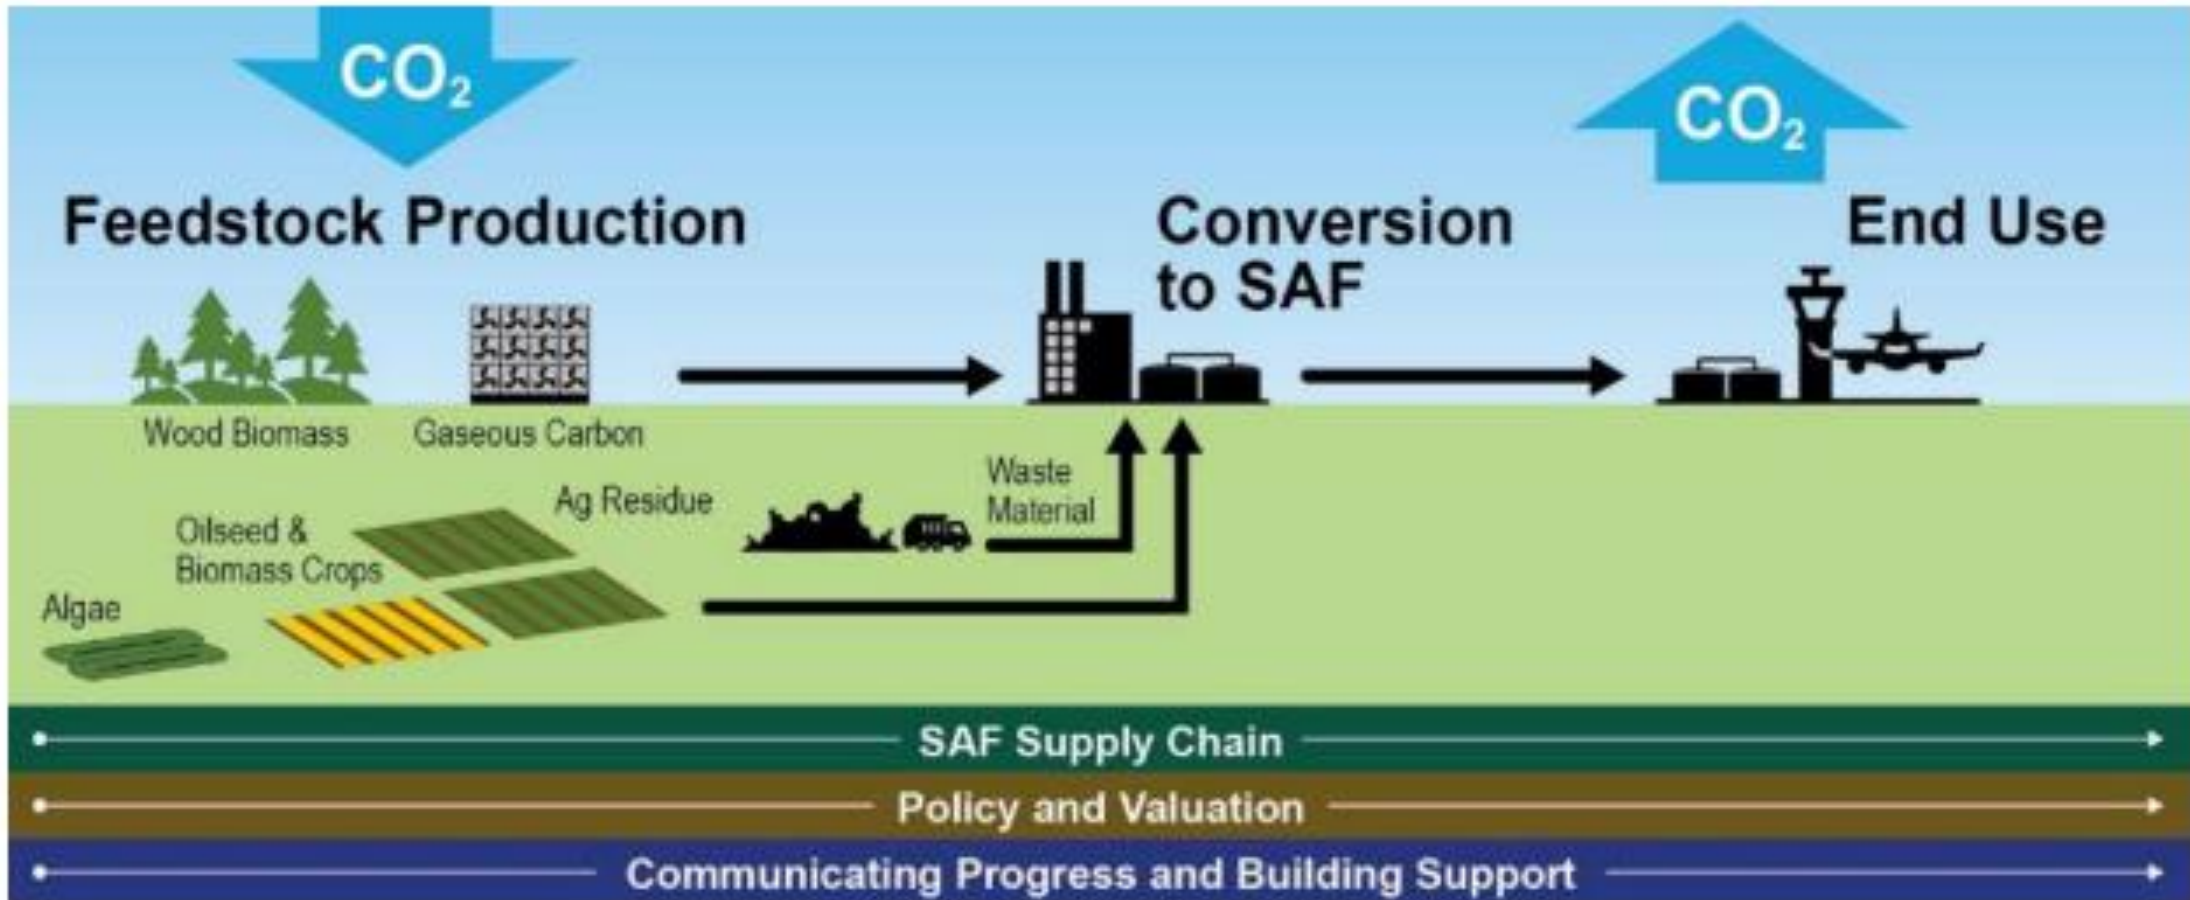 CO₂
CO₂
Feedstock Production
Conversion
to SAF
End Use
Wood Biomass
Gaseous Carbon
Ag Residue
Waste
Material
Oilseed &
Biomass Crops
Algae
SAF Supply Chain
Policy and Valuation
Communicating Progress and Building Support